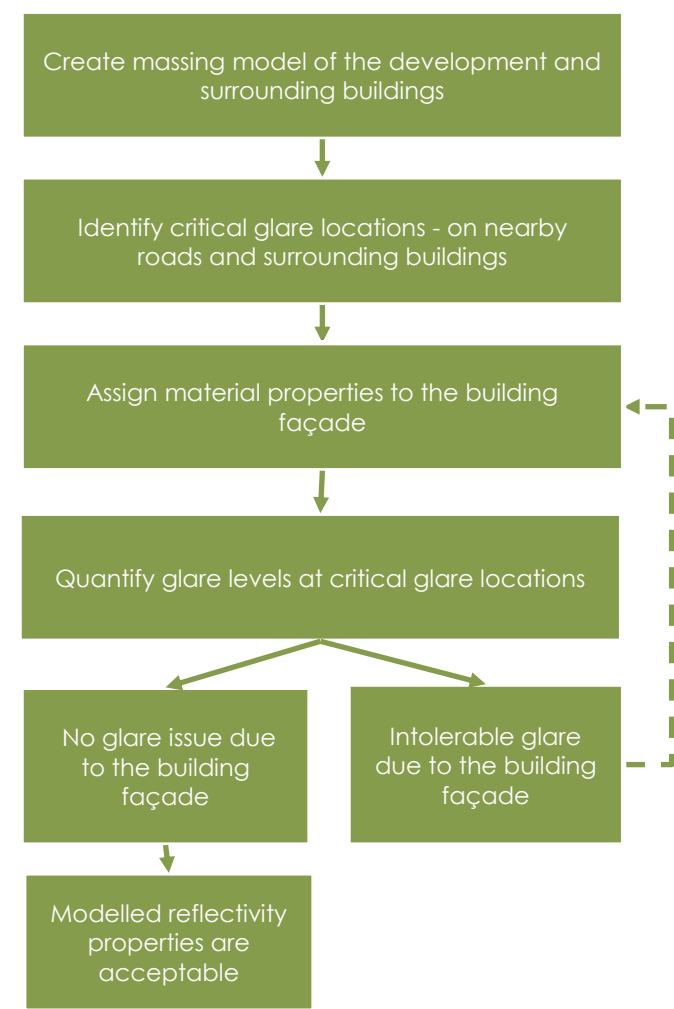 Create massing model of the development and
surrounding buildings
Identify critical glare locations - on nearby
roads and surrounding buildings
Assign material properties to the building
façade
Quantify glare levels at critical glare locations
No glare issue due
to the building
façade
Intolerable glare
due to the building
façade
Modelled reflectivity
properties are
acceptable